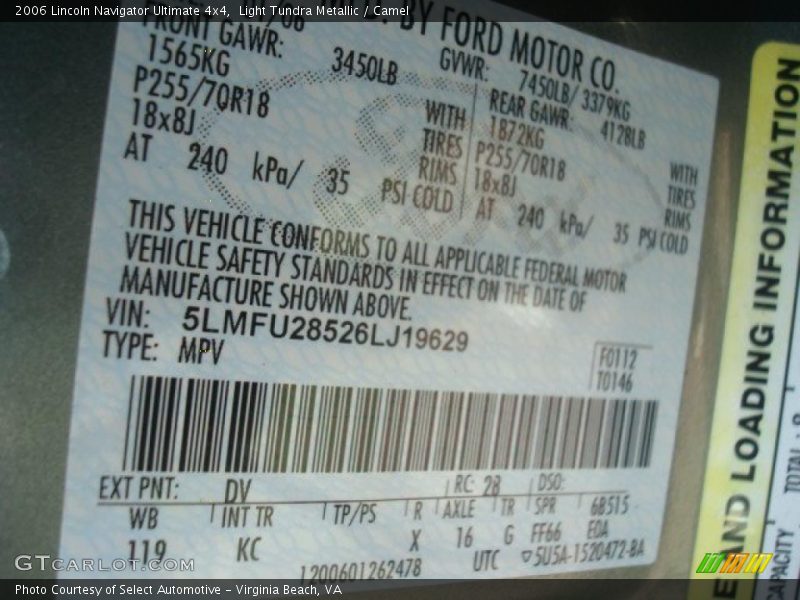 2006 Lincoln Navigator Ultimate 4x4, Light Tundra Metallic / Camel
BY FORD MOTOR CO.
FRONT GAWR: 3450LB
1565KG
P255/70R18
18x8J
AT 240 kPa/ 35 PSI COLD
WITH
TIRES
RIMS
GVWR: 7450LB/ 3379KG
REAR GAWR: 4128LB
1872KG
P255/70R18
18x8J
AT 240 kPa/ 35 PSI COLD
WITH
TIRES
RIMS
THIS VEHICLE CONFORMS TO ALL APPLICABLE FEDERAL MOTOR
VEHICLE SAFETY STANDARDS IN EFFECT ON THE DATE OF
MANUFACTURE SHOWN ABOVE.
VIN: 5LMFU28526LJ19629
TYPE: MPV
F0112
T0146
EXT PNT: DV RC: 28 DSO:
WB INT TR TP/PS R AXLE TR SPR 6B515
119 KC X 16 G FF66 EOA
1200601262478 UTC 5U5A-1520472-BA
AND LOADING INFORMATION
CAPACITY TOTAL : 8
GTcarlot.com
Photo Courtesy of Select Automotive – Virginia Beach, VA